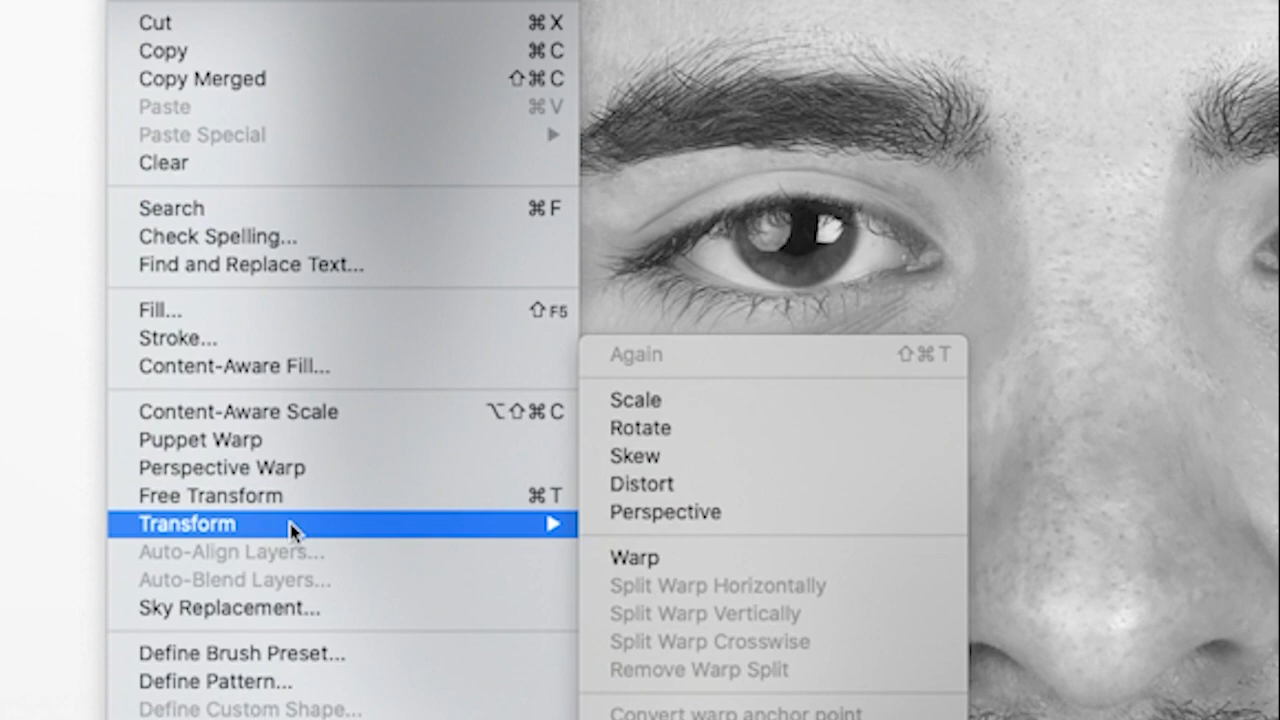 Cut ⌘X
Copy ⌘C
Copy Merged ⇧⌘C
Paste ⌘V
Paste Special
Clear
Search ⌘F
Check Spelling...
Find and Replace Text...
Fill... ⇧F5
Stroke...
Content-Aware Fill...
Content-Aware Scale ⌥⇧⌘C
Puppet Warp
Perspective Warp
Free Transform ⌘T
Transform
Auto-Align Layers...
Auto-Blend Layers...
Sky Replacement...
Define Brush Preset...
Define Pattern...
Define Custom Shape...
Again ⇧⌘T
Scale
Rotate
Skew
Distort
Perspective
Warp
Split Warp Horizontally
Split Warp Vertically
Split Warp Crosswise
Remove Warp Split
Convert warp anchor point